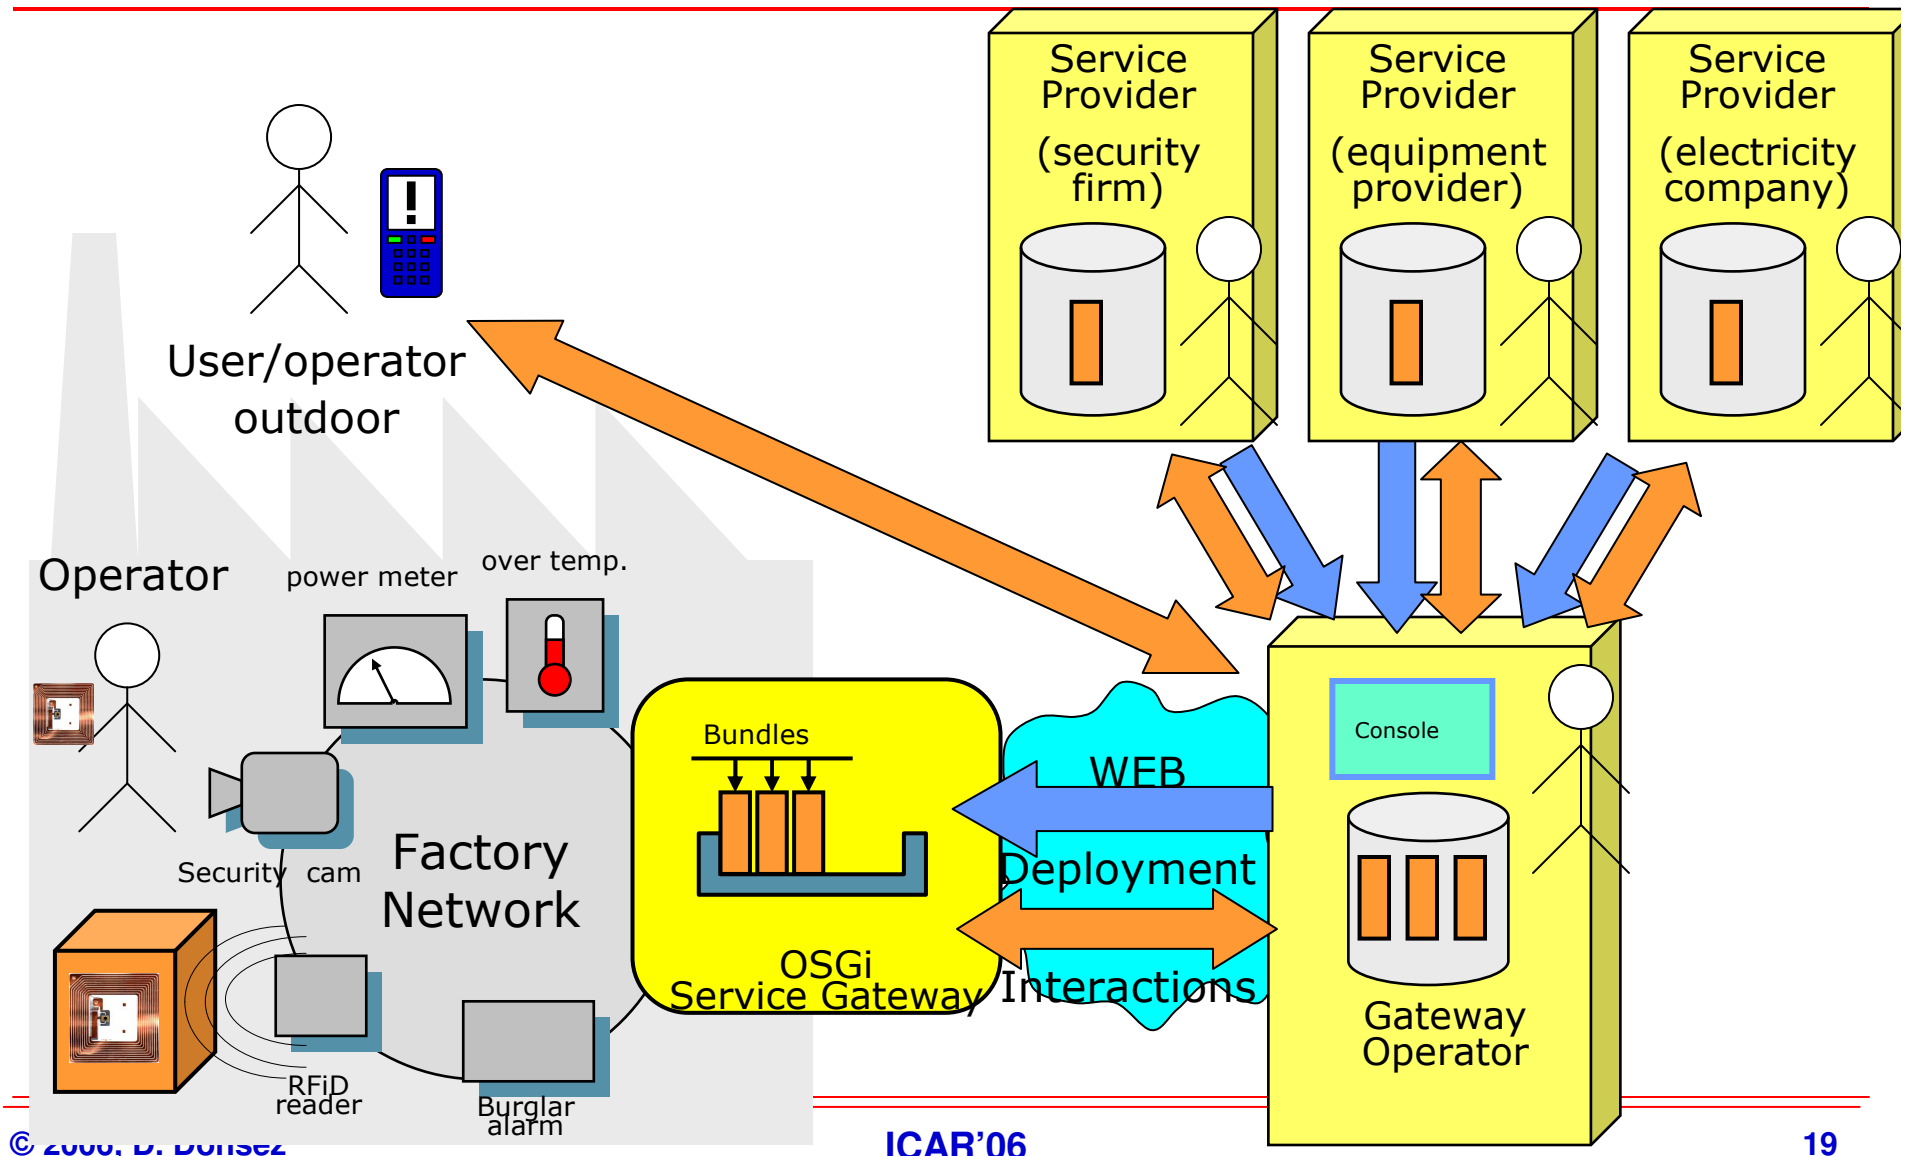 Service
Provider
(security
firm)
Service
Provider
(equipment
provider)
Service
Provider
(electricity
company)
!
User/operator
outdoor
Operator
power meter
over temp.
Security cam
Factory
Network
RFiD
reader
Burglar
alarm
Bundles
OSGi
Service Gateway
WEB
Deployment
Interactions
Console
Gateway
Operator
© 2006, D. Donsez
ICAR’06
19